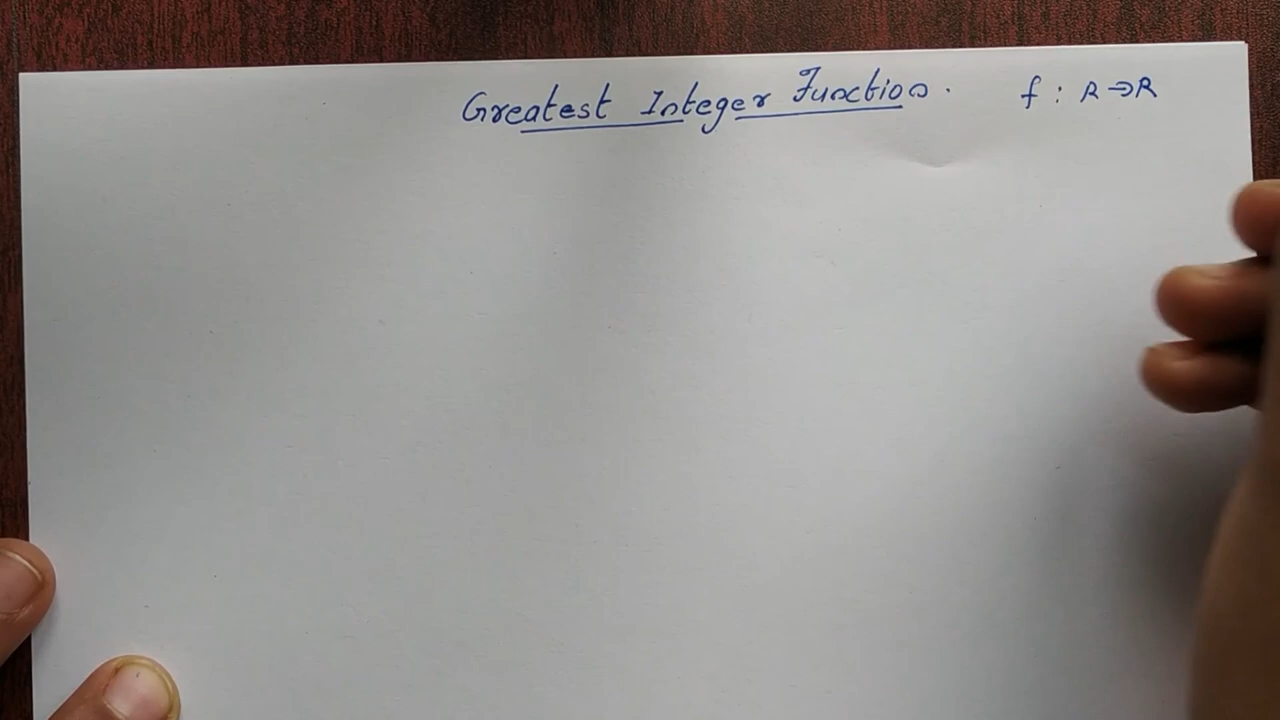 Greatest Integer Function. f : R→R